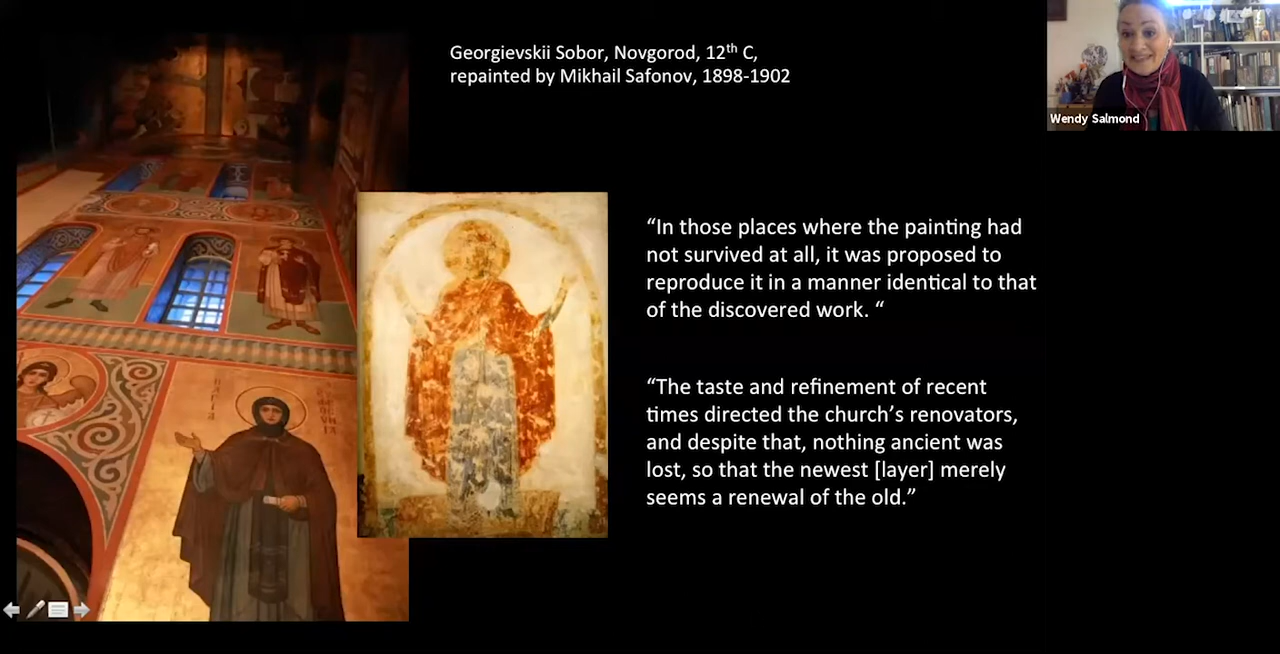 Georgievskii Sobor, Novgorod, 12th C,
repainted by Mikhail Safonov, 1898-1902
Wendy Salmond
“In those places where the painting had
not survived at all, it was proposed to
reproduce it in a manner identical to that
of the discovered work. “
“The taste and refinement of recent
times directed the church’s renovators,
and despite that, nothing ancient was
lost, so that the newest [layer] merely
seems a renewal of the old.”